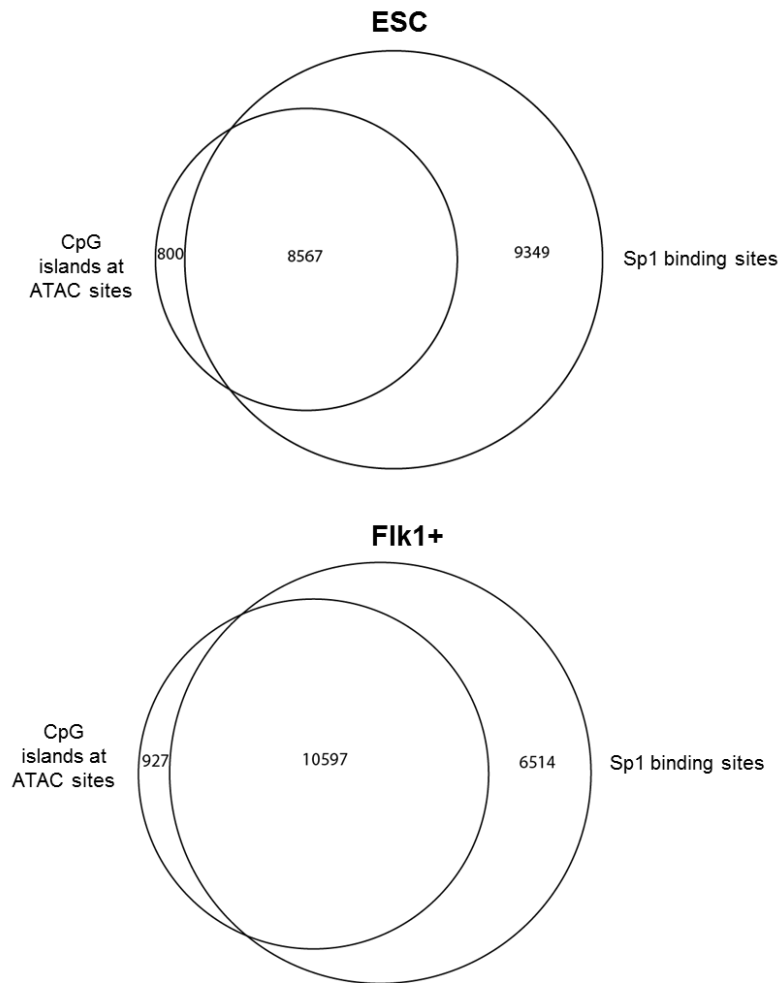 ESC
CpG
islands at
ATAC sites
800
8567
9349
Sp1 binding sites
Flk1+
CpG
islands at
ATAC sites
927
10597
6514
Sp1 binding sites